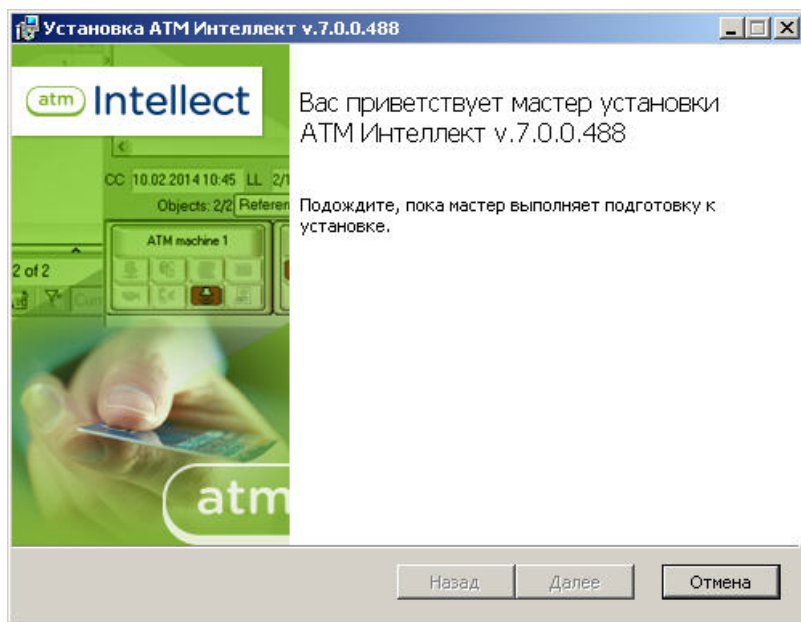 Установка ATM Интеллект v.7.0.0.488
atm Intellect
Вас приветствует мастер установки
ATM Интеллект v.7.0.0.488
CC 10.02.2014 10:45 LL
Objects: 2/2
Подождите, пока мастер выполняет подготовку к
установке.
ATM machine 1
2 of 2
atm
Назад Далее Отмена